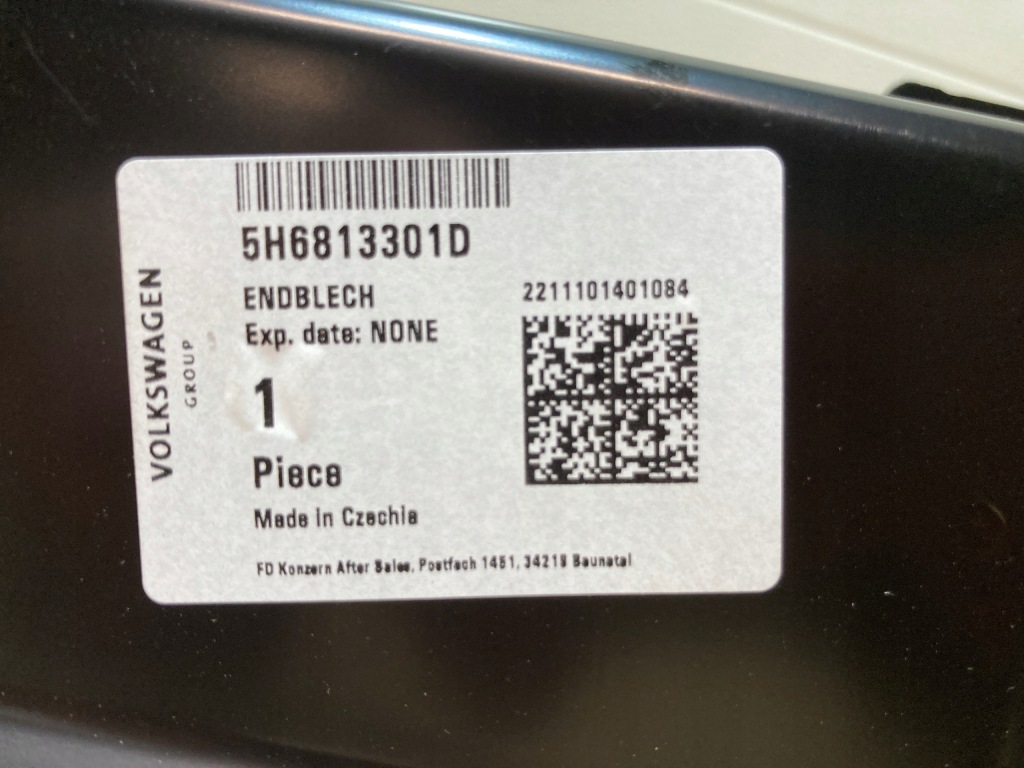 5H6813301D
ENDBLECH
Exp. date: NONE
1
Piece
Made in Czechia
FD Konzern After Sales, Postfach 1451, 34219 Baunatal
2211101401084
VOLKSWAGEN
GROUP